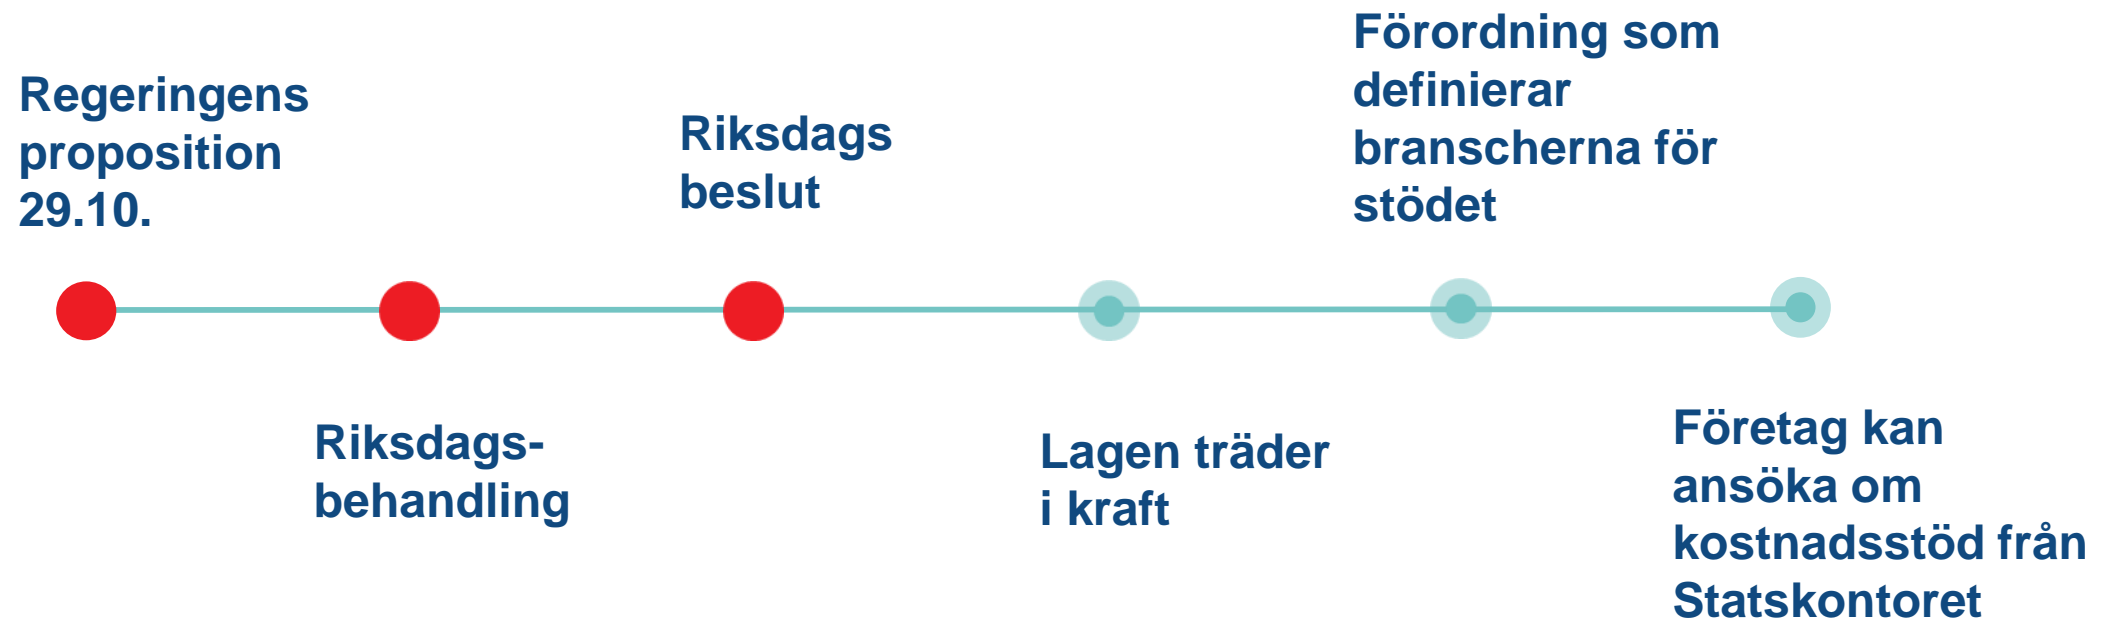 Regeringens
proposition
29.10.
Riksdags-
behandling
Riksdags
beslut
Lagen träder
i kraft
Förordning som
definierar
branscherna för
stödet
Företag kan
ansöka om
kostnadsstöd från
Statskontoret